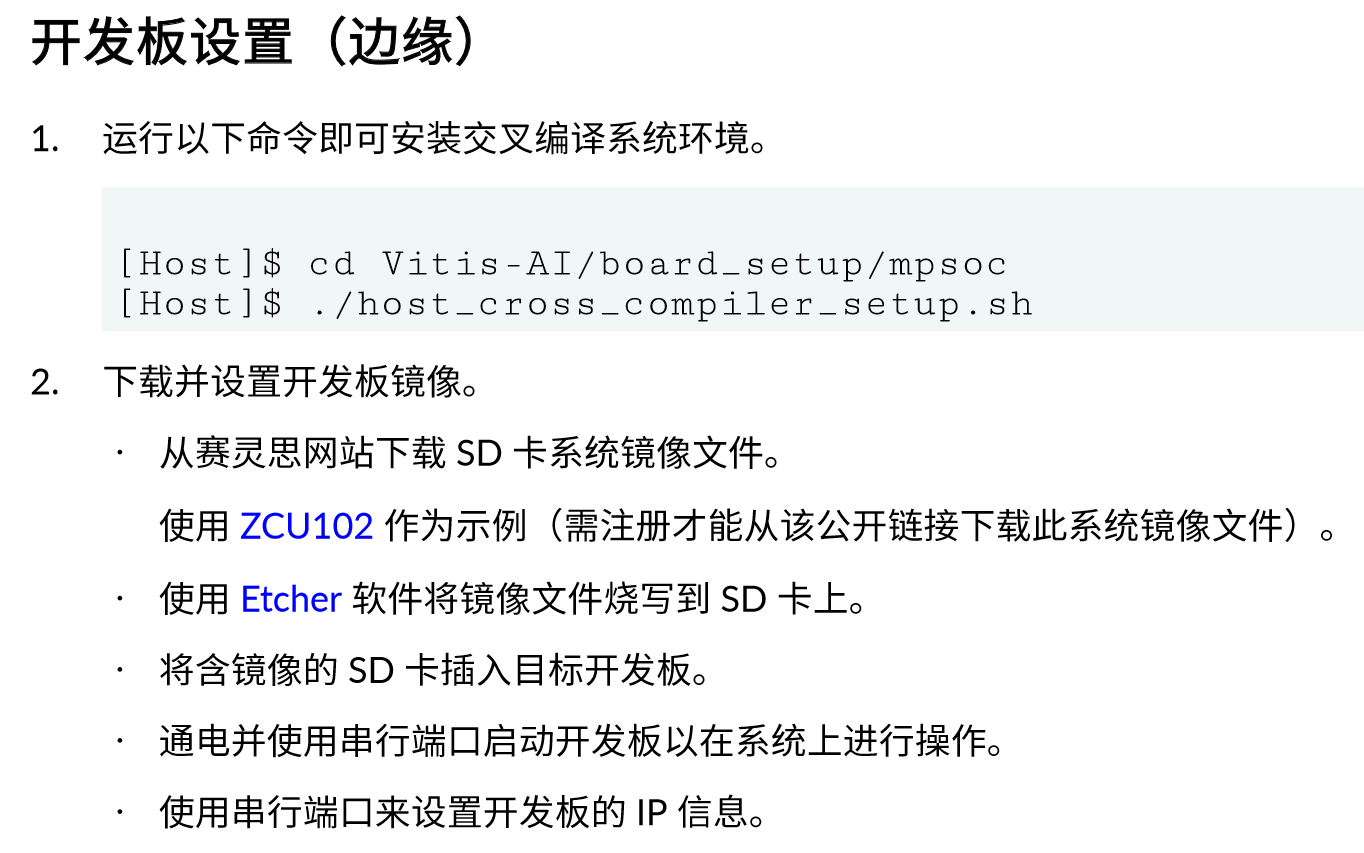 开发板设置（边缘）
1. 运行以下命令即可安装交叉编译系统环境。
[Host]$ cd Vitis-AI/board_setup/mpsoc
[Host]$ ./host_cross_compiler_setup.sh
2. 下载并设置开发板镜像。
· 从赛灵思网站下载 SD 卡系统镜像文件。
使用 ZCU102 作为示例（需注册才能从该公开链接下载此系统镜像文件）。
· 使用 Etcher 软件将镜像文件烧写到 SD 卡上。
· 将含镜像的 SD 卡插入目标开发板。
· 通电并使用串行端口启动开发板以在系统上进行操作。
· 使用串行端口来设置开发板的 IP 信息。